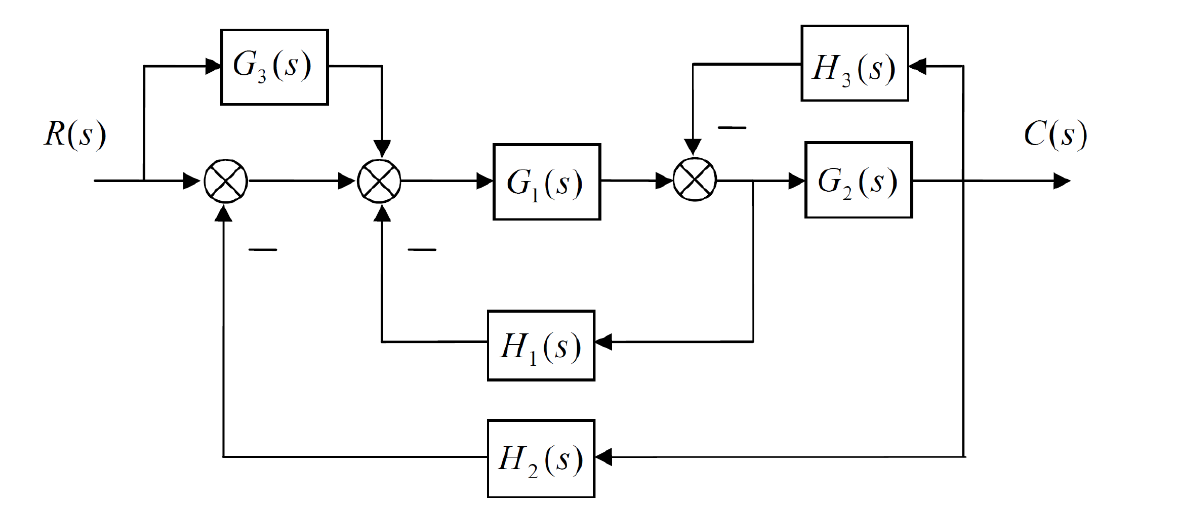 G₃(s)
H₃(s)
R(s)
C(s)
−
G₁(s)
G₂(s)
−
−
H₁(s)
H₂(s)